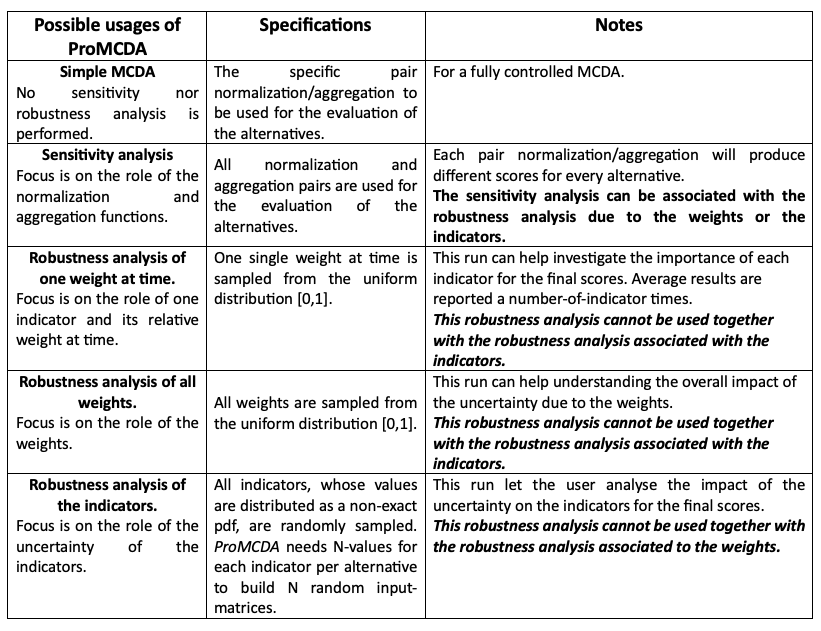 Possible usages of
ProMCDA
Specifications
Notes
Simple MCDA
No sensitivity nor
robustness analysis is
performed.
The specific pair
normalization/aggregation to
be used for the evaluation of
the alternatives.
For a fully controlled MCDA.
Sensitivity analysis
Focus is on the role of the
normalization and
aggregation functions.
All normalization and
aggregation pairs are used for
the evaluation of the
alternatives.
Each pair normalization/aggregation will produce
different scores for every alternative.
The sensitivity analysis can be associated with the
robustness analysis due to the weights or the
indicators.
Robustness analysis of
one weight at time.
Focus is on the role of one
indicator and its relative
weight at time.
One single weight at time is
sampled from the uniform
distribution [0,1].
This run can help investigate the importance of each
indicator for the final scores. Average results are
reported a number-of-indicator times.
This robustness analysis cannot be used together
with the robustness analysis associated with the
indicators.
Robustness analysis of all
weights.
Focus is on the role of the
weights.
All weights are sampled from
the uniform distribution [0,1].
This run can help understanding the overall impact of
the uncertainty due to the weights.
This robustness analysis cannot be used together
with the robustness analysis associated with the
indicators.
Robustness analysis of
the indicators.
Focus is on the role of the
uncertainty of the
indicators.
All indicators, whose values
are distributed as a non-exact
pdf, are randomly sampled.
ProMCDA needs N-values for
each indicator per alternative
to build N random input-
matrices.
This run let the user analyse the impact of the
uncertainty on the indicators for the final scores.
This robustness analysis cannot be used together with
the robustness analysis associated to the weights.